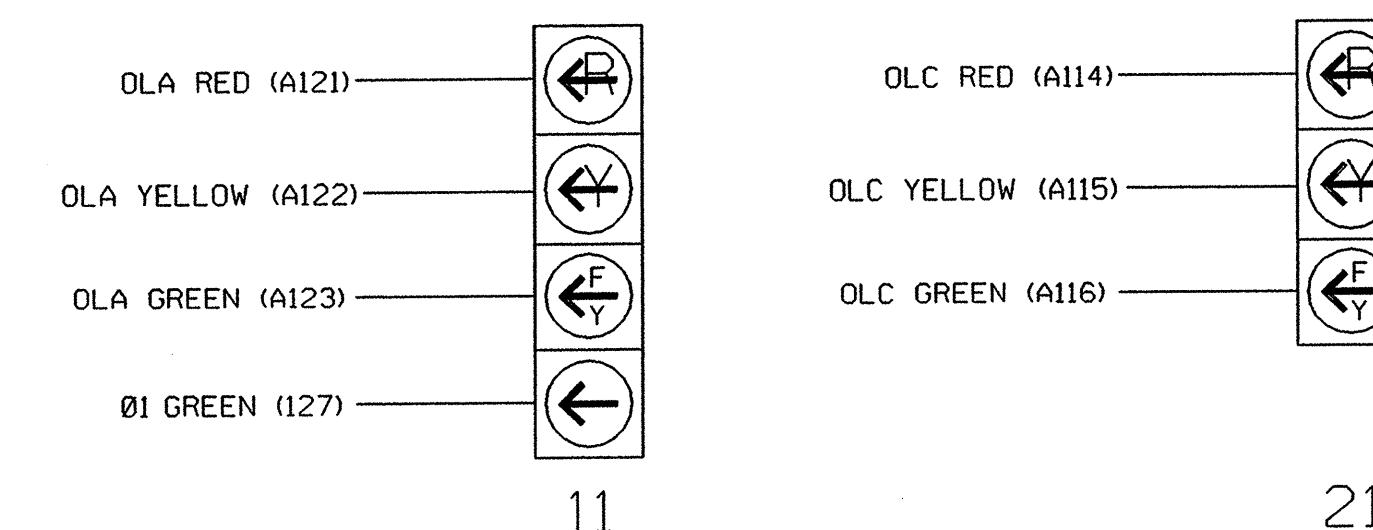 OLA RED (A121)
R
OLA YELLOW (A122)
Y
OLA GREEN (A123)
F
Y
Ø1 GREEN (127)
11
OLC RED (A114)
R
OLC YELLOW (A115)
Y
OLC GREEN (A116)
F
Y
21